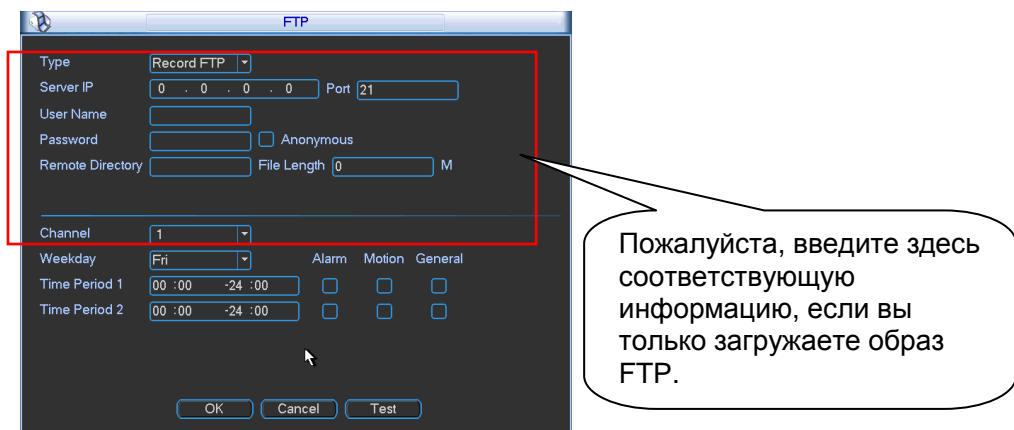 FTP
Type Record FTP
Server IP 0 . 0 . 0 . 0 Port 21
User Name
Password Anonymous
Remote Directory File Length 0 M
Channel 1
Weekday Fri Alarm Motion General
Time Period 1 00 :00 -24 :00
Time Period 2 00 :00 -24 :00
OK Cancel Test
Пожалуйста, введите здесь
соответствующую
информацию, если вы
только загружаете образ
FTP.